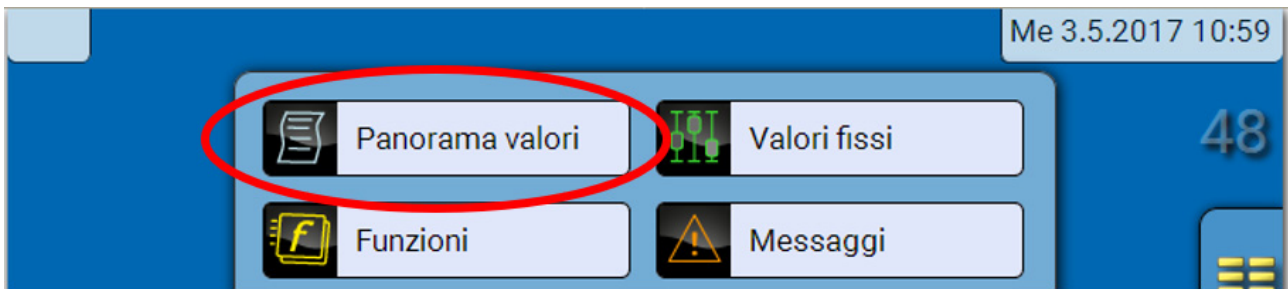 Me 3.5.2017 10:59
Panorama valori
Valori fissi
48
f Funzioni
Messaggi